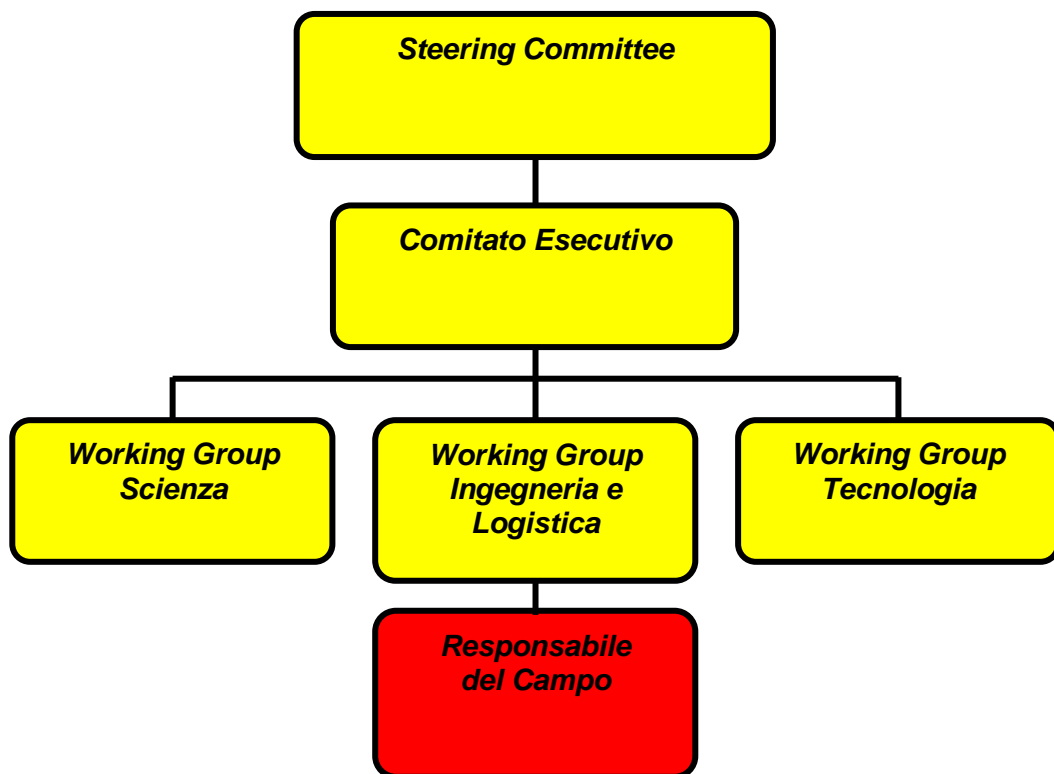 Steering Committee
Comitato Esecutivo
Working Group
Scienza
Working Group
Ingegneria e
Logistica
Working Group
Tecnologia
Responsabile
del Campo